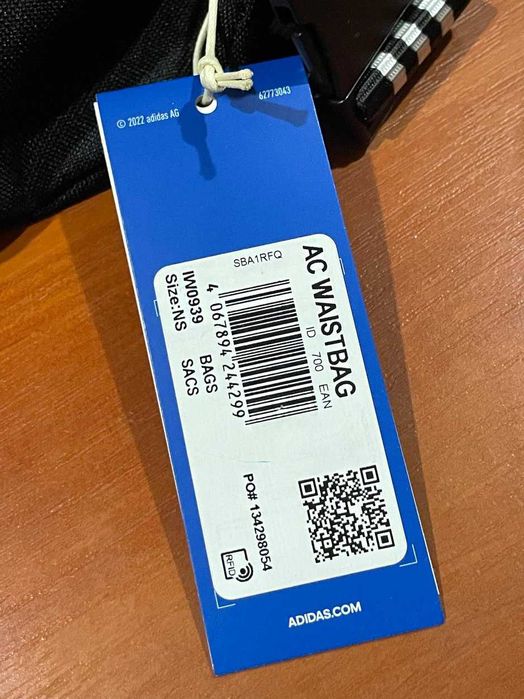 © 2022 adidas AG
62773043
AC WAISTBAG
ID 700 EAN
SBA1RFQ
4 067894 244299
IW0939 BAGS
Size:NS SACS
PO# 134298054
RFID
ADIDAS.COM